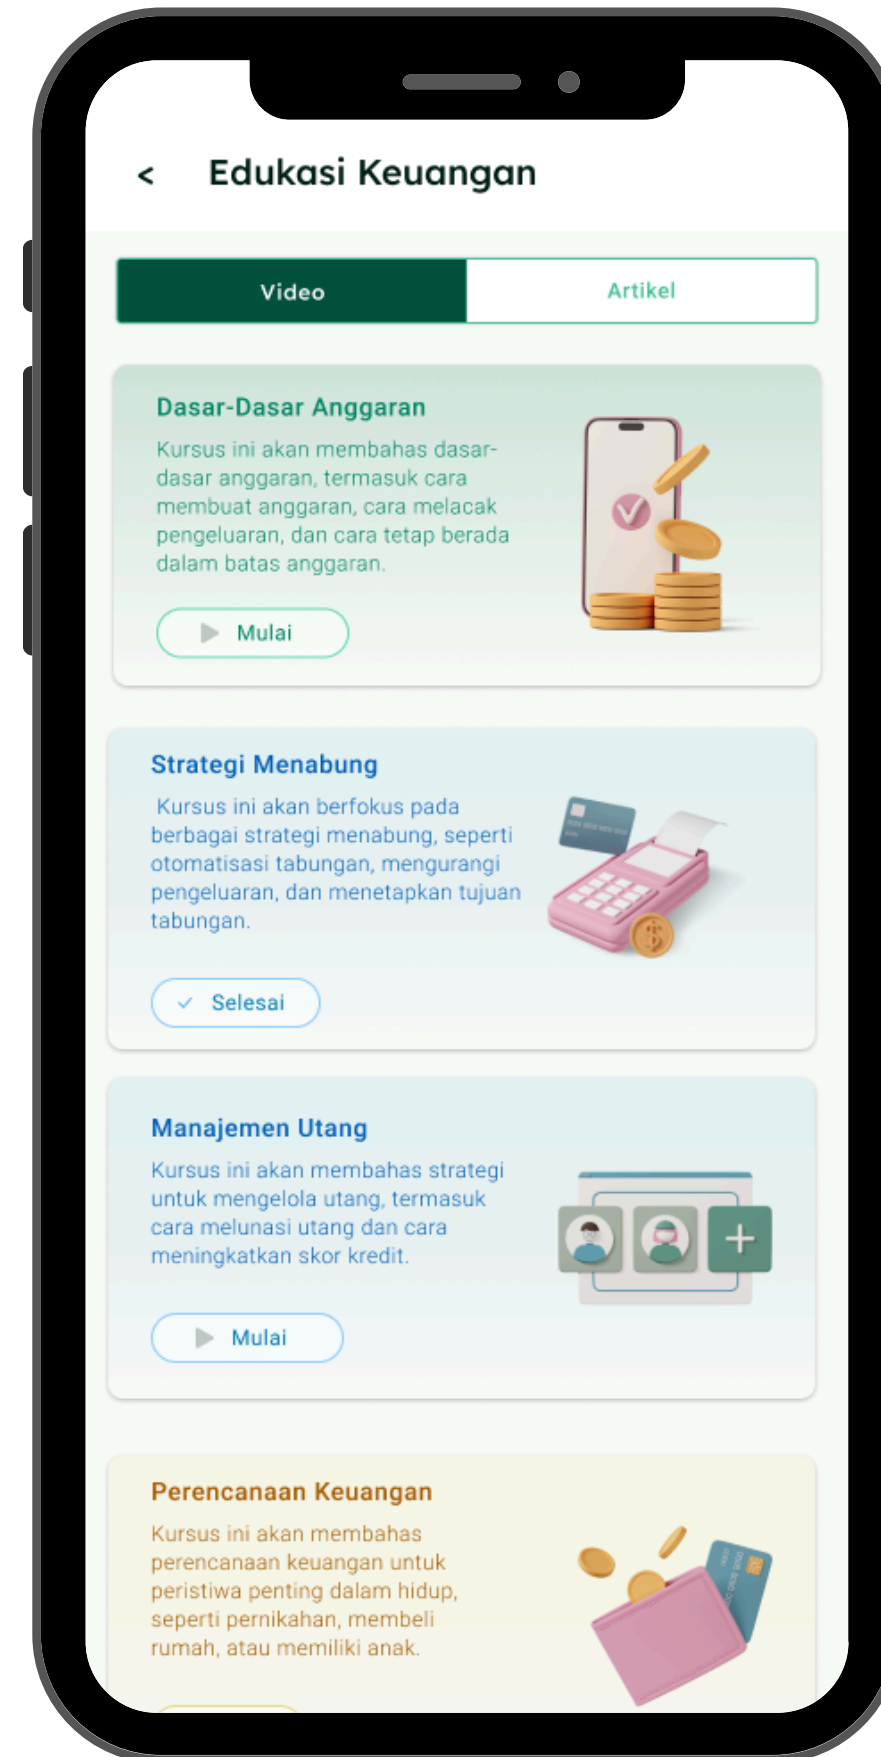 < Edukasi Keuangan
Video
Artikel
Dasar-Dasar Anggaran
Kursus ini akan membahas dasar-
dasar anggaran, termasuk cara
membuat anggaran, cara melacak
pengeluaran, dan cara tetap berada
dalam batas anggaran.
Mulai
Strategi Menabung
Kursus ini akan berfokus pada
berbagai strategi menabung, seperti
otomatisasi tabungan, mengurangi
pengeluaran, dan menetapkan tujuan
tabungan.
Selesai
Manajemen Utang
Kursus ini akan membahas strategi
untuk mengelola utang, termasuk
cara melunasi utang dan cara
meningkatkan skor kredit.
Mulai
Perencanaan Keuangan
Kursus ini akan membahas
perencanaan keuangan untuk
peristiwa penting dalam hidup,
seperti pernikahan, membeli
rumah, atau memiliki anak.